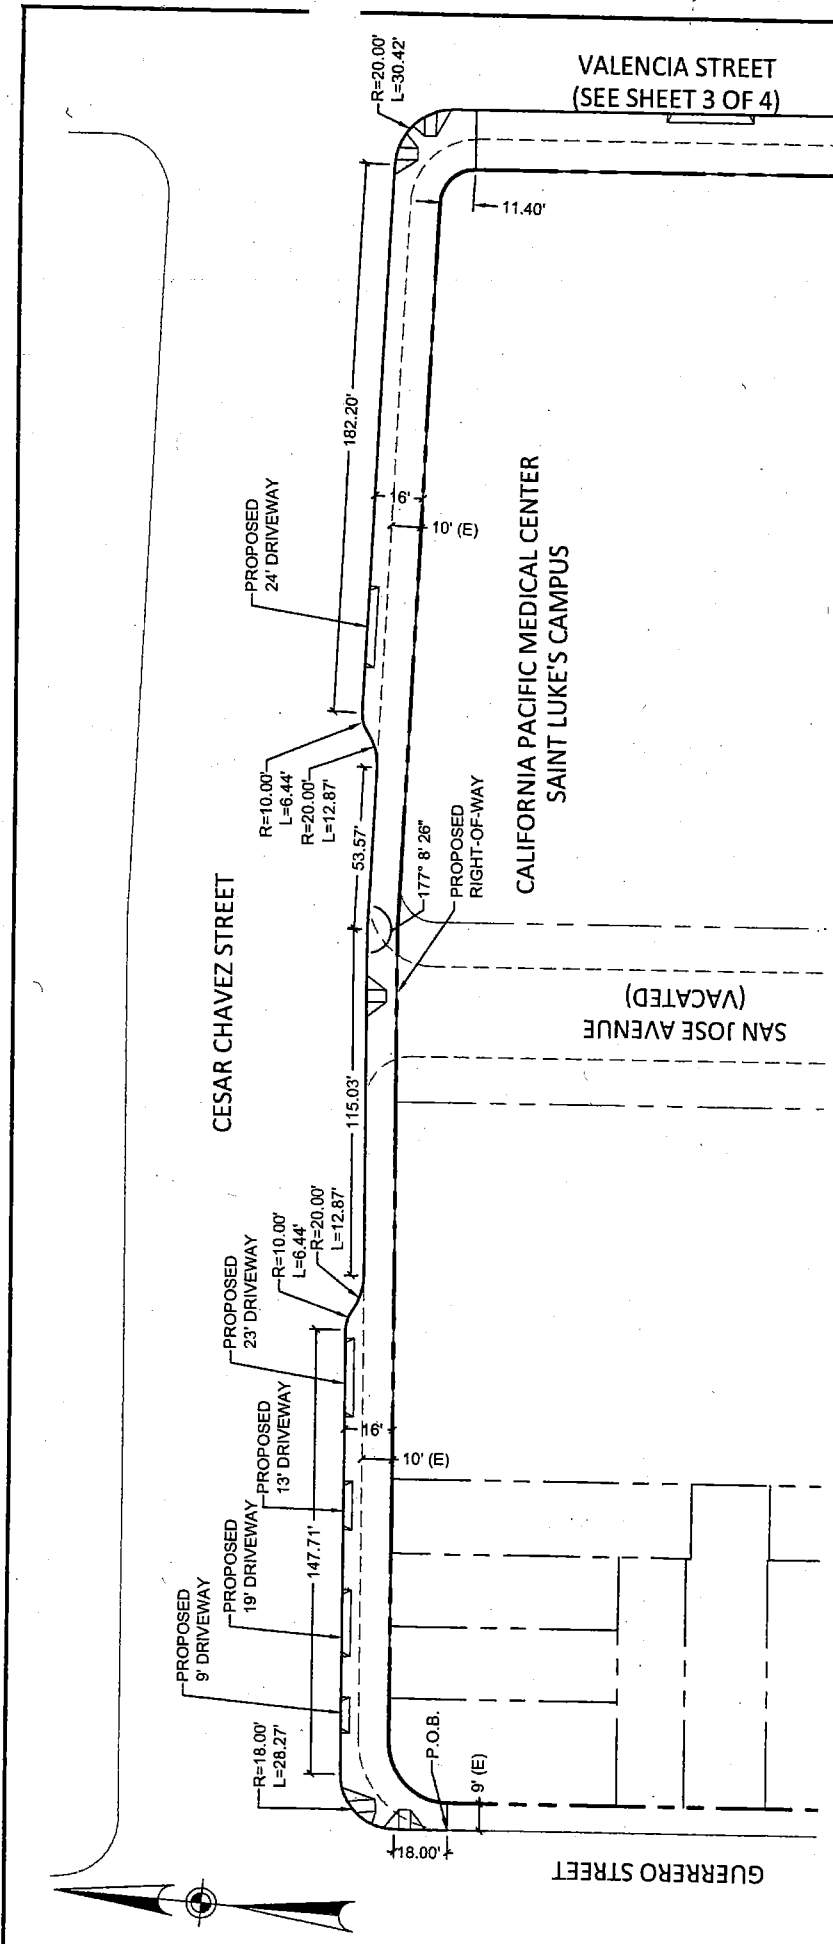 R=20.00'
L=30.42'
VALENCIA STREET
(SEE SHEET 3 OF 4)
11.40'
182.20'
16'
10' (E)
PROPOSED
24' DRIVEWAY
CALIFORNIA PACIFIC MEDICAL CENTER
SAINT LUKE'S CAMPUS
R=10.00'
L=6.44'
R=20.00'
L=12.87'
53.57'
177° 8' 26"
PROPOSED
RIGHT-OF-WAY
CESAR CHAVEZ STREET
SAN JOSE AVENUE
(VACATED)
115.03'
R=10.00'
L=6.44'
R=20.00'
L=12.87'
PROPOSED
23' DRIVEWAY
16'
10' (E)
PROPOSED
13' DRIVEWAY
147.71'
PROPOSED
19' DRIVEWAY
PROPOSED
9' DRIVEWAY
R=18.00'
L=28.27'
P.O.B.
9' (E)
18.00'
GUERRERO STREET